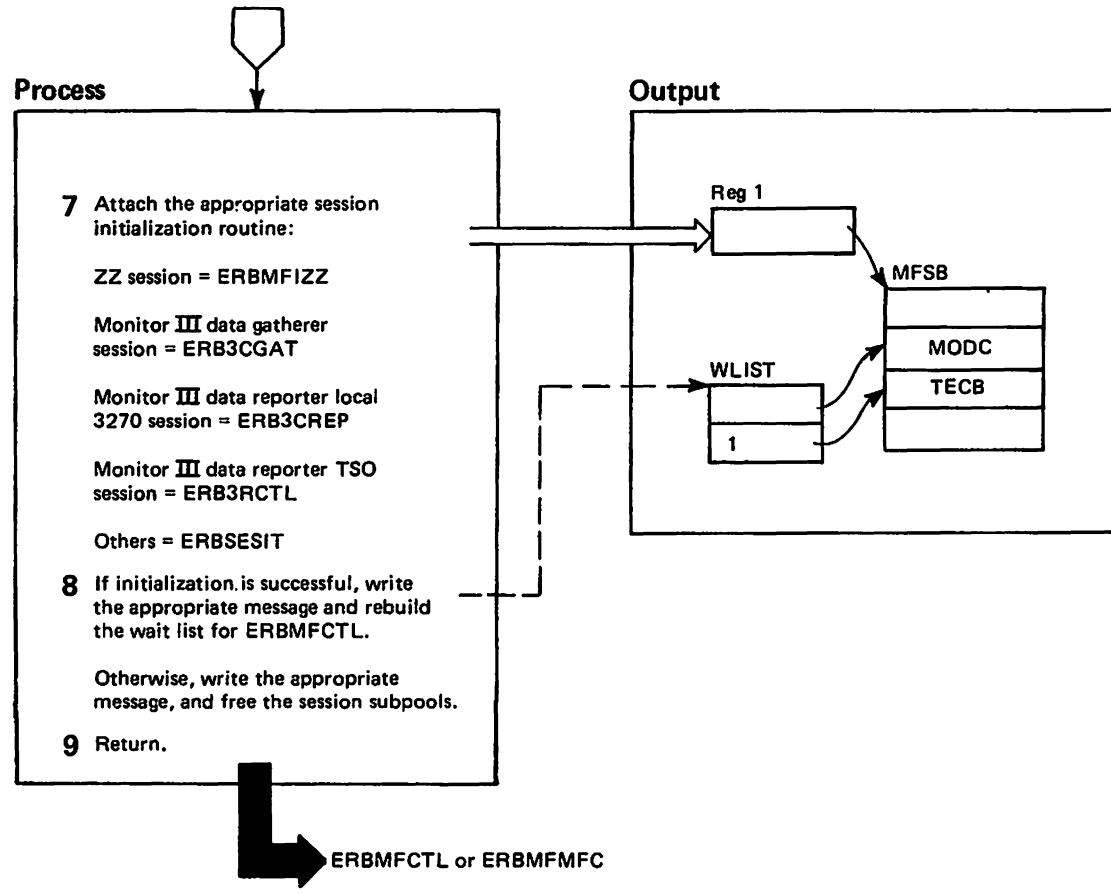 Process
7 Attach the appropriate session
initialization routine:
ZZ session = ERBMFIZZ
Monitor III data gatherer
session = ERB3CGAT
Monitor III data reporter local
3270 session = ERB3CREP
Monitor III data reporter TSO
session = ERB3RCTL
Others = ERBSESIT
8 If initialization is successful, write
the appropriate message and rebuild
the wait list for ERBMFCTL.
Otherwise, write the appropriate
message, and free the session subpools.
9 Return.
ERBMFCTL or ERBMFMFC
Output
Reg 1
MFSB
MODC
TECB
WLIST
1